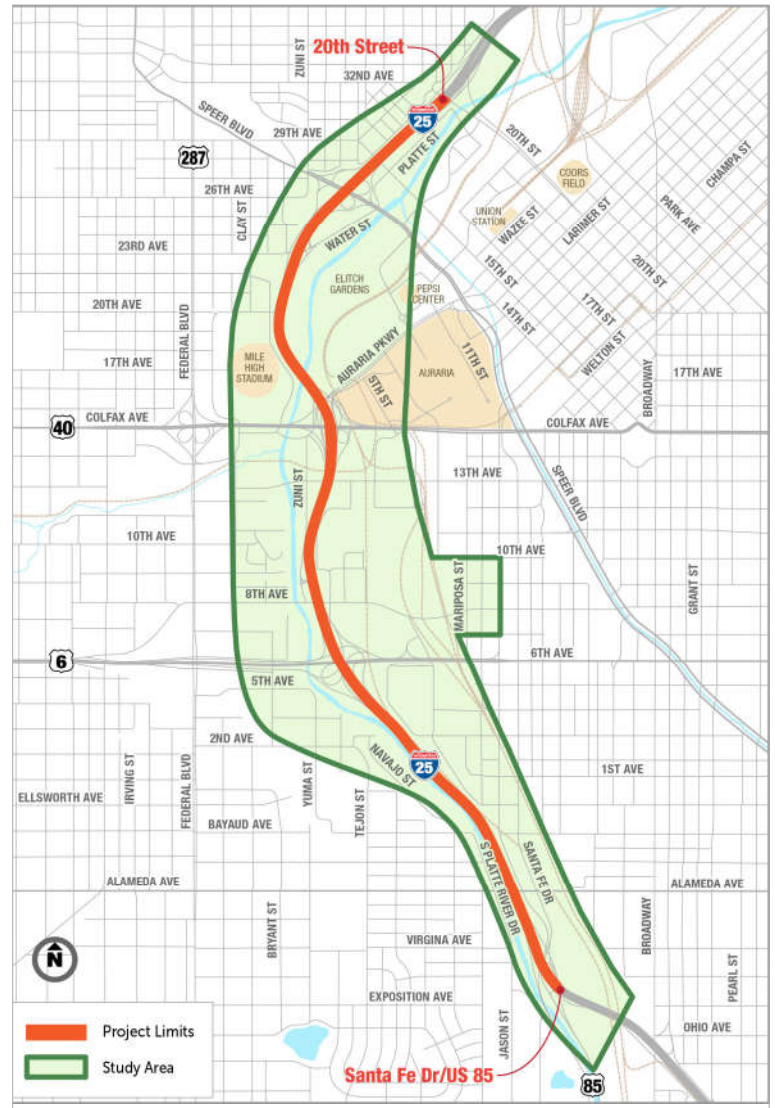 20th Street
ZUNI ST
32ND AVE
SPEER BLVD
25
29TH AVE
PLATTE ST
20TH ST
287
COORS
FIELD
CHAMPA ST
26TH AVE
CLAY ST
UNION
STATION
WAZEE ST
LARIMER ST
PARK AVE
WATER ST
23RD AVE
ELITCH
GARDENS
PEPSI
CENTER
15TH ST
20TH ST
20TH AVE
14TH ST
17TH ST
FEDERAL BLVD
AURARIA PKWY
WELTON ST
17TH AVE
MILE
HIGH
STADIUM
AURARIA
11TH ST
BROADWAY
17TH AVE
5TH ST
COLFAX AVE
40
COLFAX AVE
ZUNI ST
13TH AVE
SPEER BLVD
10TH AVE
10TH AVE
GRANT ST
8TH AVE
MARIPOSA ST
6
6TH AVE
5TH AVE
2ND AVE
IRVING ST
FEDERAL BLVD
YUMA ST
NAVAJO ST
25
1ST AVE
ELLSWORTH AVE
TEJON ST
BAYAUD AVE
S PLATTE RIVER DR
SANTA FE DR
ALAMEDA AVE
ALAMEDA AVE
BRYANT ST
BROADWAY
VIRGINA AVE
N
PEARL ST
EXPOSITION AVE
JASON ST
OHIO AVE
Project Limits
Study Area
Santa Fe Dr/US 85
85